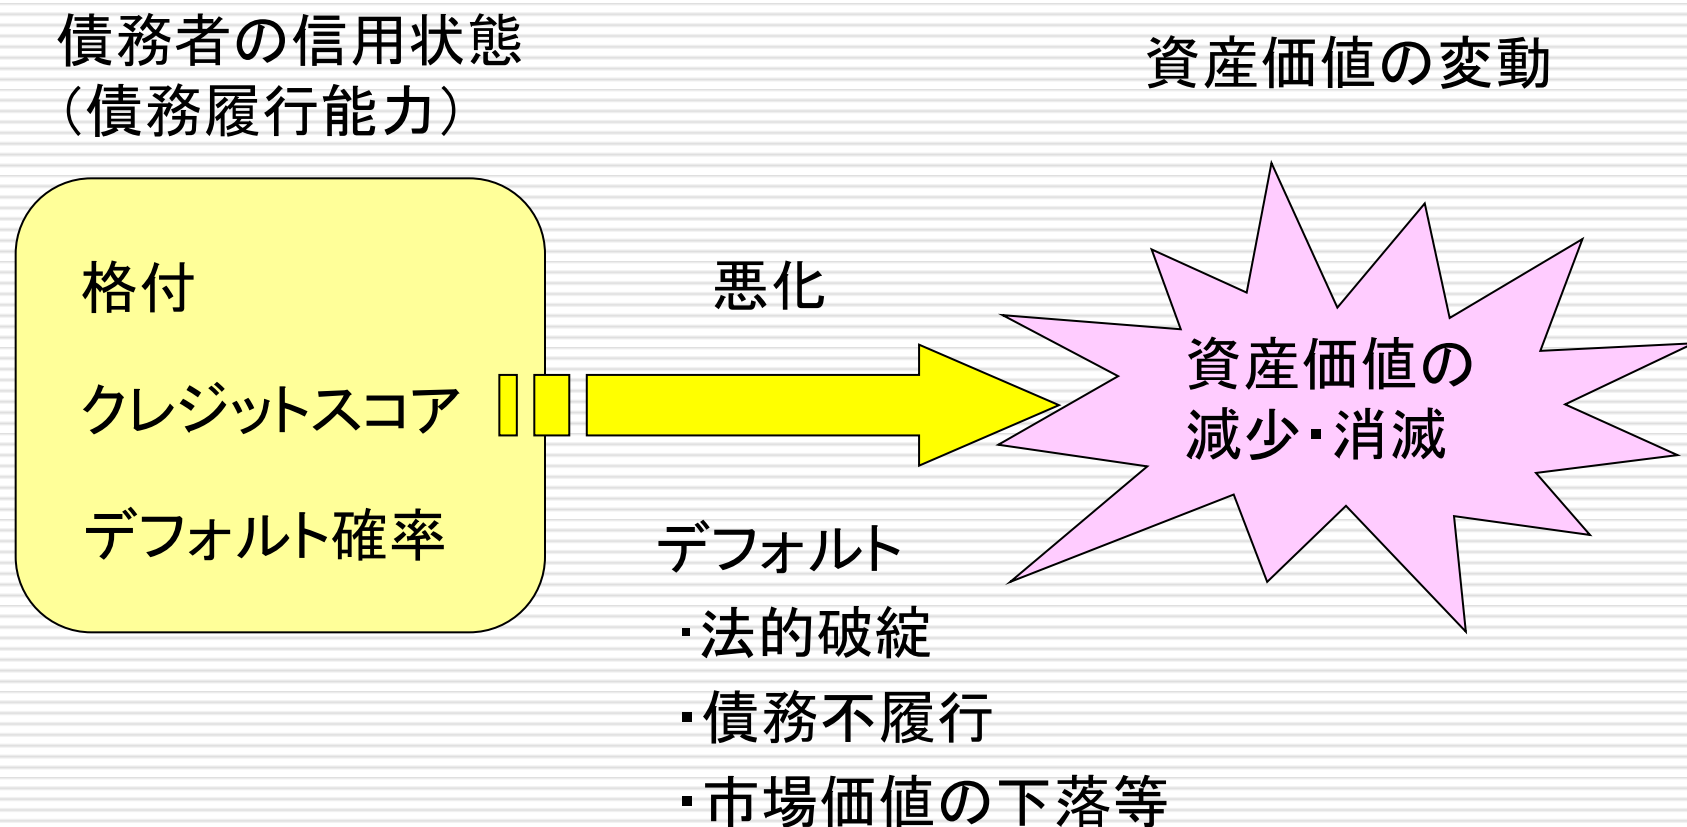 債務者の信用状態
（債務履行能力）
資産価値の変動
格付
クレジットスコア
デフォルト確率
悪化
デフォルト
・法的破綻
・債務不履行
・市場価値の下落等
資産価値の
減少・消滅